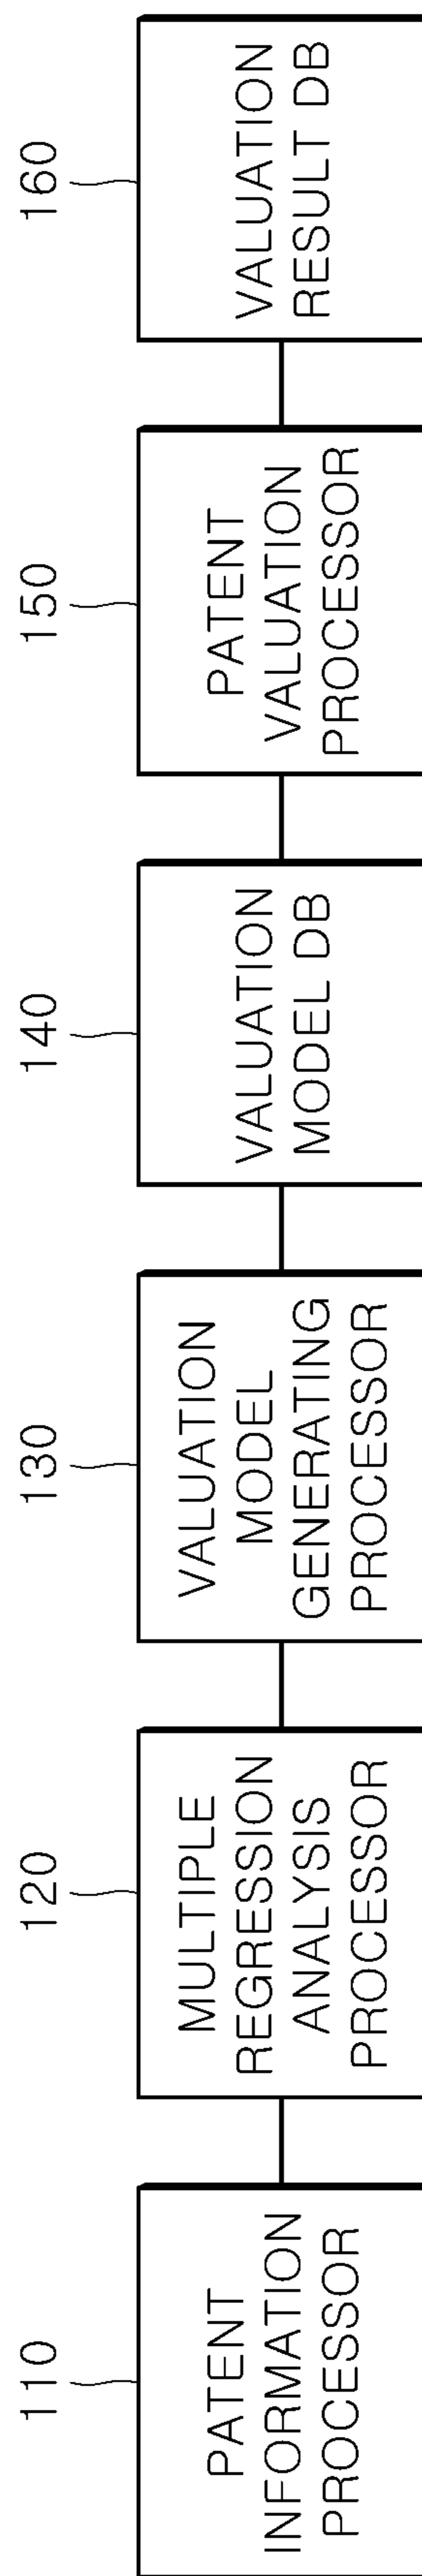 110
PATENT
INFORMATION
PROCESSOR
120
MULTIPLE
REGRESSION
ANALYSIS
PROCESSOR
130
VALUATION
MODEL
GENERATING
PROCESSOR
140
VALUATION
MODEL DB
150
PATENT
VALUATION
PROCESSOR
160
VALUATION
RESULT DB